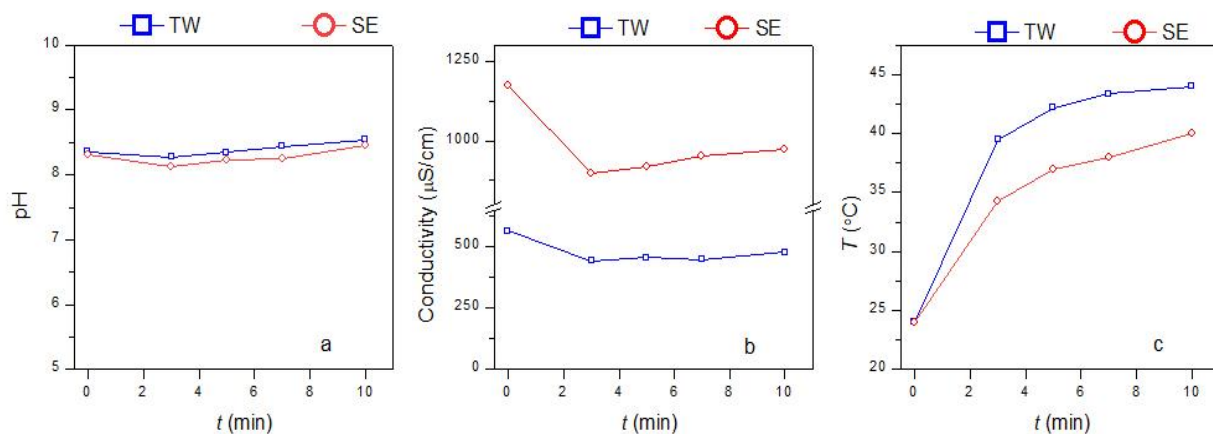 TW SE
10
9
8
7
6
5
pH
0 2 4 6 8 10
t (min)
a
TW SE
1250
1000
500
250
0
Conductivity (μS/cm)
0 2 4 6 8 10
t (min)
b
TW SE
45
40
35
30
25
20
T (°C)
0 2 4 6 8 10
t (min)
c